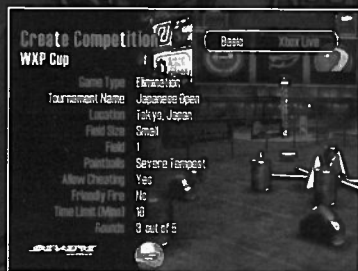 Create Competition
WXP Cup
Basic Xbox Live
Game Type Elimination
Tournament Name Japanese Open
Location Tokyo, Japan
Field Size Small
Field 1
Paintballs Severe Tempest
Allow Cheating Yes
Friendly Fire No
Time Limit (Min) 10
Rounds 3 out of 5